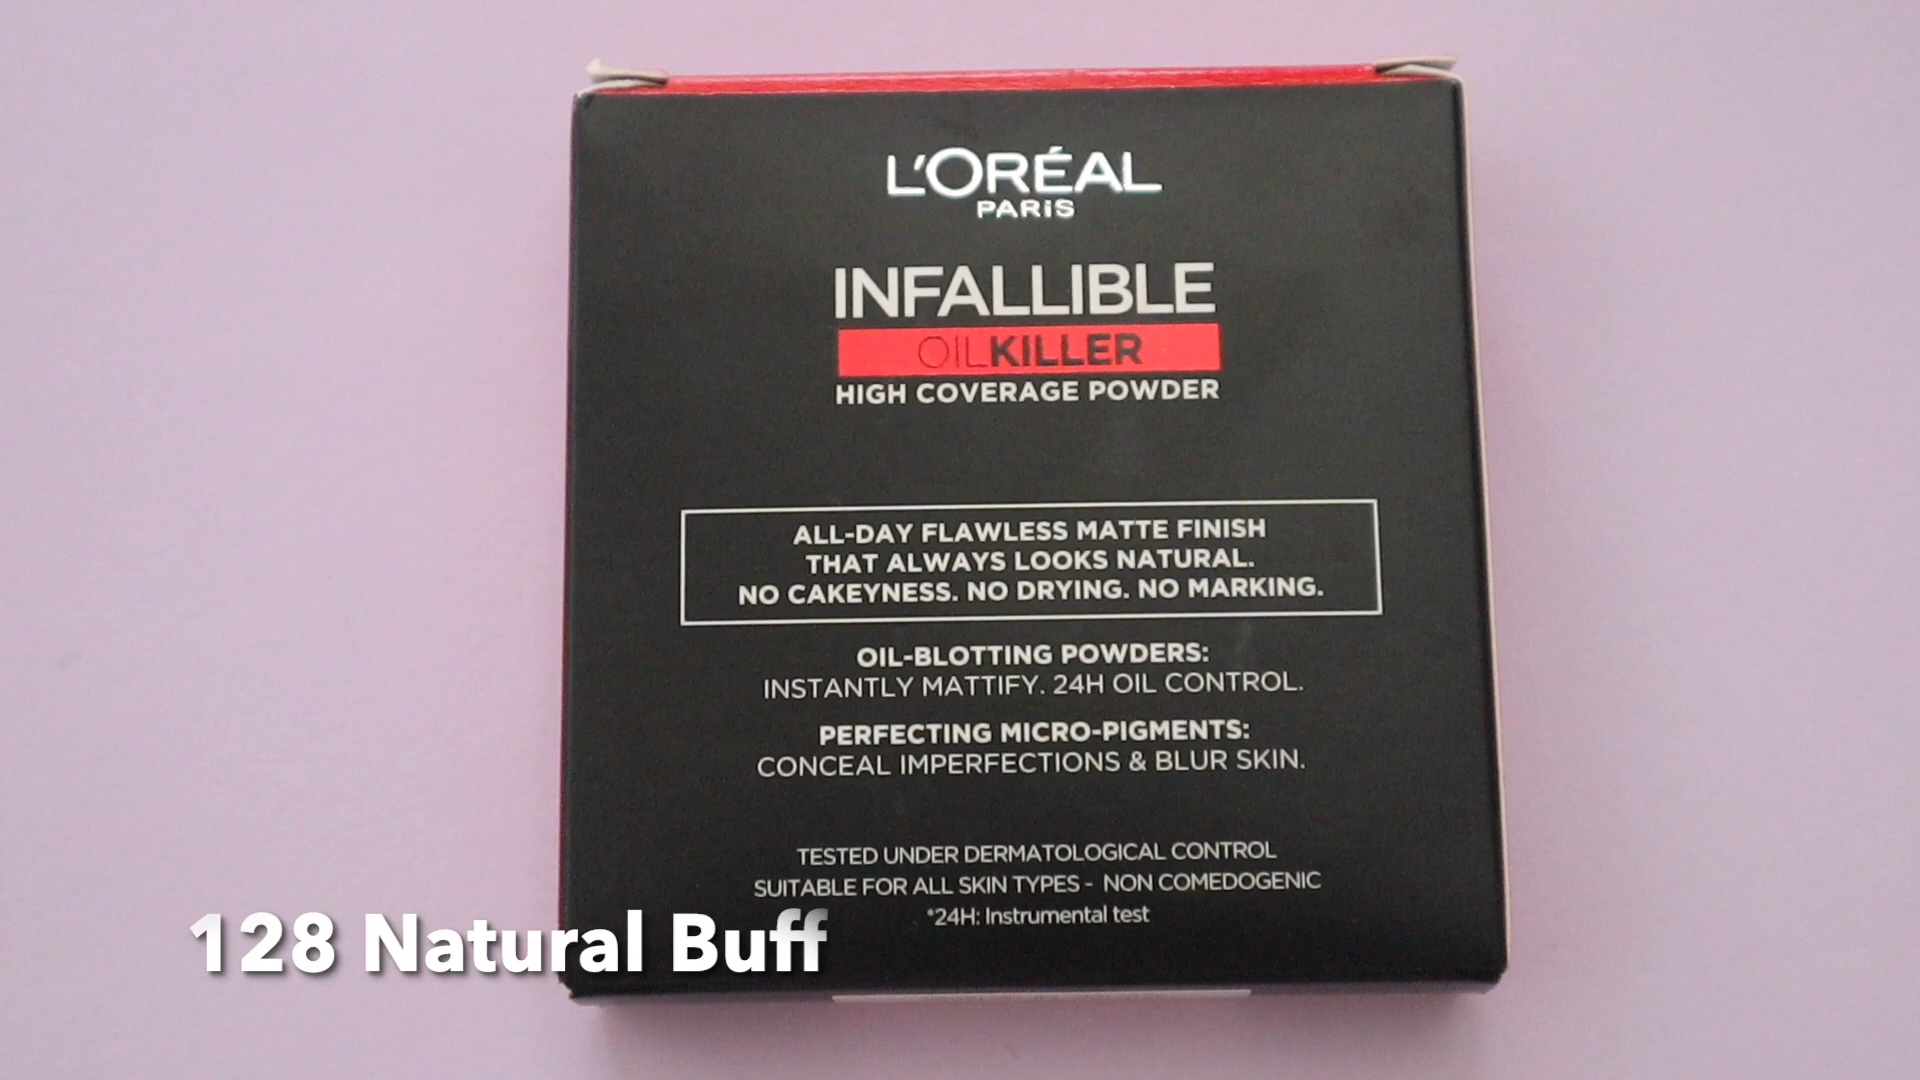 L'ORÉAL
PARIS
INFALLIBLE
OILKILLER
HIGH COVERAGE POWDER
ALL-DAY FLAWLESS MATTE FINISH
THAT ALWAYS LOOKS NATURAL.
NO CAKEYNESS. NO DRYING. NO MARKING.
OIL-BLOTTING POWDERS:
INSTANTLY MATTIFY. 24H OIL CONTROL.
PERFECTING MICRO-PIGMENTS:
CONCEAL IMPERFECTIONS & BLUR SKIN.
TESTED UNDER DERMATOLOGICAL CONTROL
SUITABLE FOR ALL SKIN TYPES - NON COMEDOGENIC
*24H: Instrumental test
128 Natural Buff